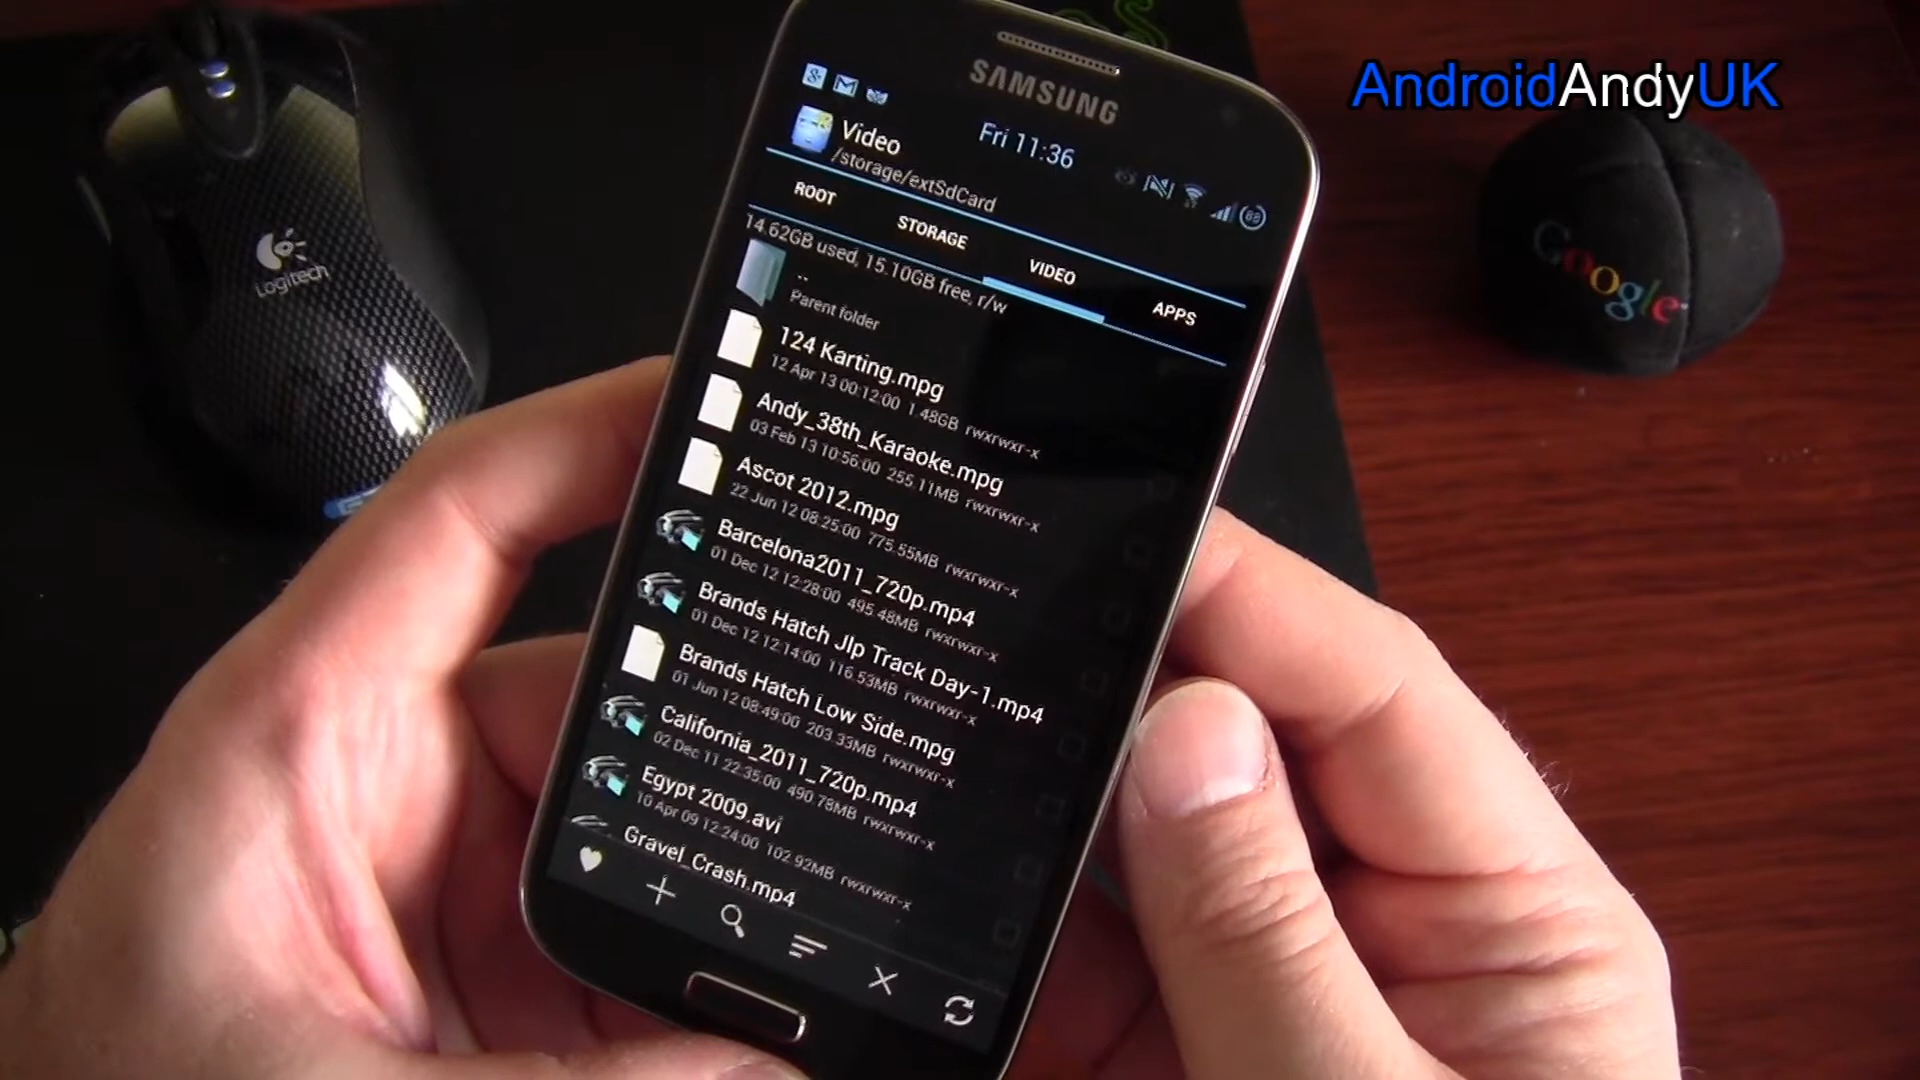 AndroidAndyUK
SAMSUNG
Fri 11:36
88
Video
/storage/extSdCard
ROOT
STORAGE
VIDEO
APPS
14.62GB used, 15.10GB free, r/w
..
Parent folder
124 Karting.mpg
12 Apr 13 00:12:00 1.48GB rwxrwxr-x
Andy_38th_Karaoke.mpg
03 Feb 13 10:56:00 255.11MB rwxrwxr-x
Ascot 2012.mpg
22 Jun 12 08:25:00 775.55MB rwxrwxr-x
Barcelona2011_720p.mp4
01 Dec 12 12:28:00 495.48MB rwxrwxr-x
Brands Hatch Jlp Track Day-1.mp4
01 Dec 12 12:14:00 116.53MB rwxrwxr-x
Brands Hatch Low Side.mpg
01 Jun 12 08:49:00 203.33MB rwxrwxr-x
California_2011_720p.mp4
02 Dec 11 22:35:00 490.78MB rwxrwxr-x
Egypt 2009.avi
10 Apr 09 12:24:00 102.92MB rwxrwxr-x
Gravel_Crash.mp4
Logitech
Google